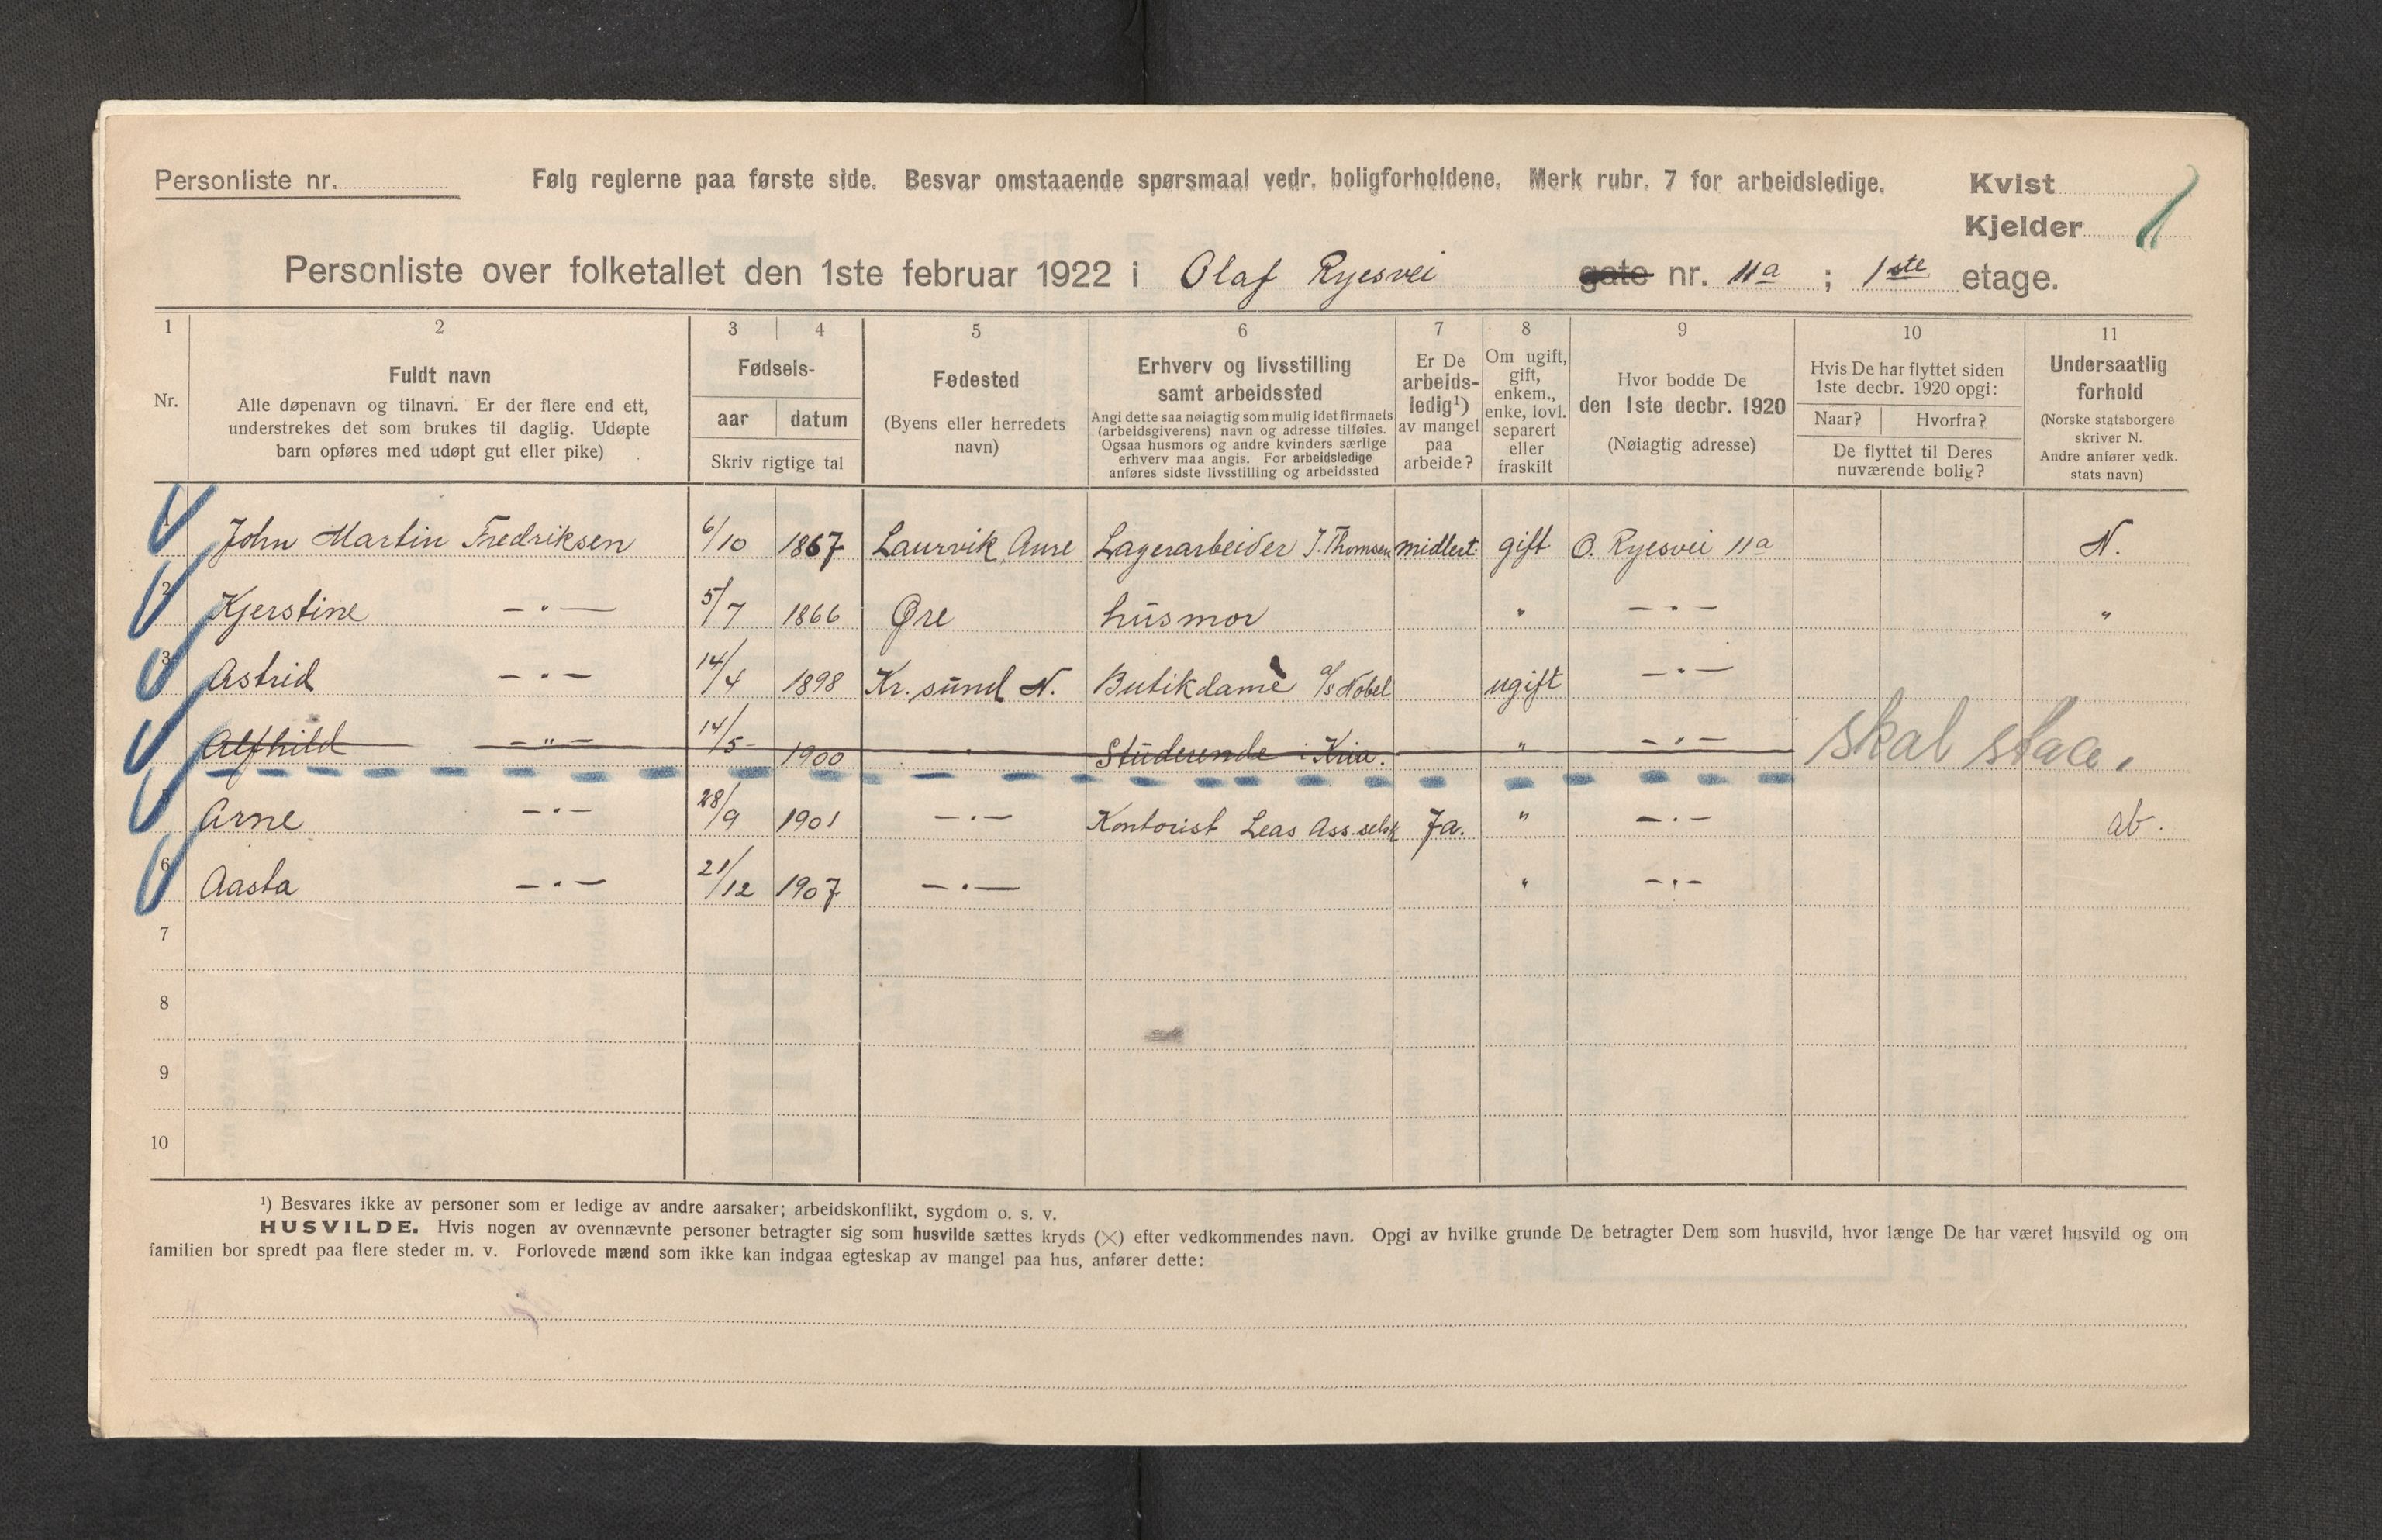 Personliste nr. Følg reglerne paa første side. Besvar omstaaende spørsmaal vedr. boligforholdene. Merk rubr. 7 for arbeidsledige. Kvist
Kjelder
Personliste over folketallet den 1ste februar 1922 i Olaf Ryesvei gate nr. 11a ; 1ste etage.
1 2 3 4 5 6 7 8 9 10 11
Nr.
Fuldt navn
Alle døpenavn og tilnavn. Er der flere end ett,
understrekes det som brukes til daglig. Udøpte
barn opføres med udøpt gut eller pike)
Fødsels-
aar datum
Skriv rigtige tal
Fødested
(Byens eller herredets
navn)
Erhverv og livsstilling
samt arbeidssted
Angi dette saa nøiagtig som mulig idet firmaets
(arbeidsgiverens) navn og adresse tilføies.
Ogsaa husmors og andre kvinders særlige
erhverv maa angis. For arbeidsledige
anføres sidste livsstilling og arbeidssted
Er De
arbeids-
ledig¹)
av mangel
paa
arbeide?
Om ugift,
gift,
enkem.,
enke, lovl.
separert
eller
fraskilt
Hvor bodde De
den 1ste decbr. 1920
(Nøiagtig adresse)
Hvis De har flyttet siden
1ste decbr. 1920 opgi:
Naar? Hvorfra?
De flyttet til Deres
nuværende bolig?
Undersaatlig
forhold
(Norske statsborgere
skriver N.
Andre anfører vedk.
stats navn)
John Martin Fredriksen 6/10 1867 Laurvik Aure Lagerarbeider J. Thomsen midlert. gift O. Ryesvei 11a N.
2 Kjerstine — " — 5/7 1866 Øre husmor " — " — "
3 Astrid — " — 14/4 1898 Kr. sund N. Butikdame A/S Nobel ugift — " —
Alfhild — " — 14/5 1900 " Studerende i Kria. " — " — skal staa.
Arne — " — 28/9 1901 — " — Kontorist Leas Ass. selsk Ja. " — " — ab.
6 Aasta — " — 21/12 1907 — " — " — " —
7
8
9
10
¹) Besvares ikke av personer som er ledige av andre aarsaker; arbeidskonflikt, sygdom o. s. v.
HUSVILDE. Hvis nogen av ovennævnte personer betragter sig som husvilde sættes kryds (×) efter vedkommendes navn. Opgi av hvilke grunde De betragter Dem som husvild, hvor længe De har været husvild og om
familien bor spredt paa flere steder m. v. Forlovede mænd som ikke kan indgaa egteskap av mangel paa hus, anfører dette: